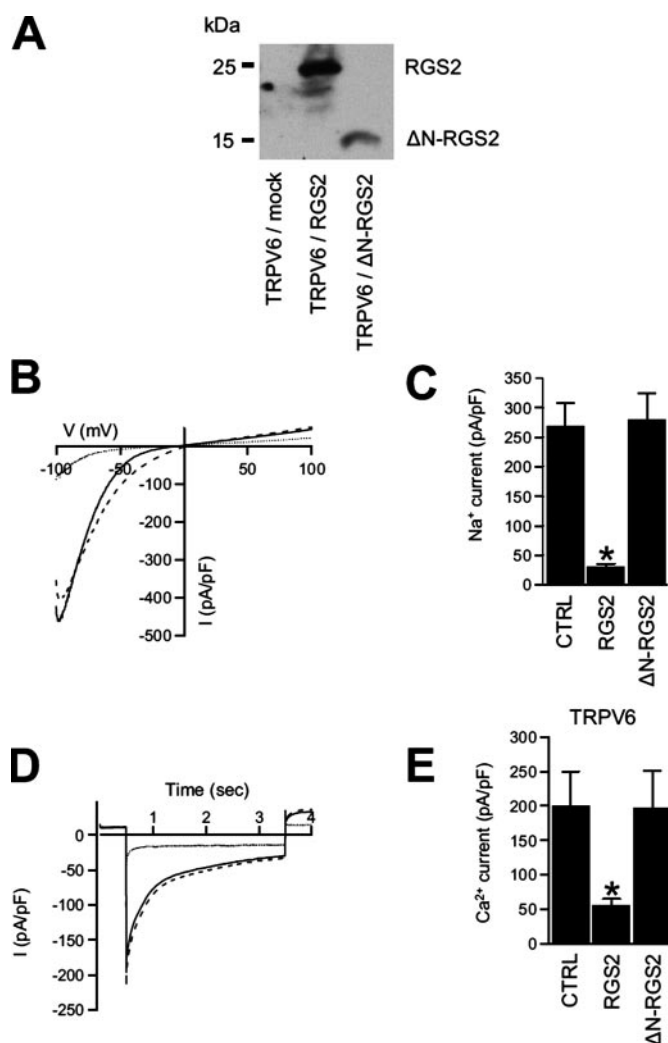 A
kDa
25
RGS2
15
ΔN-RGS2
TRPV6 / mock
TRPV6 / RGS2
TRPV6 / ΔN-RGS2
B
V (mV)
-100
-50
50
100
-100
-200
-300
-400
-500
I (pA/pF)
C
Na⁺ current (pA/pF)
350
300
250
200
150
100
50
0
*
CTRL
RGS2
ΔN-RGS2
D
Time (sec)
1
2
3
4
0
-50
-100
-150
-200
-250
I (pA/pF)
E
TRPV6
Ca²⁺ current (pA/pF)
300
250
200
150
100
50
0
*
CTRL
RGS2
ΔN-RGS2